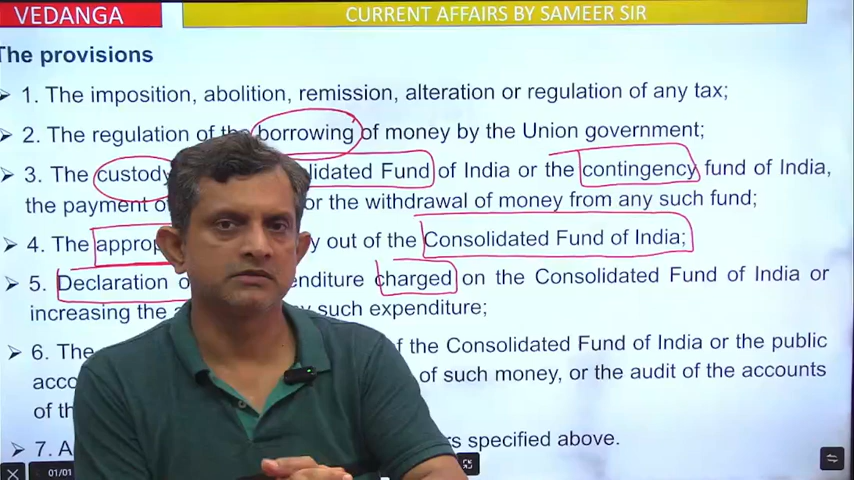 VEDANGA
CURRENT AFFAIRS BY SAMEER SIR
The provisions
1. The imposition, abolition, remission, alteration or regulation of any tax;
2. The regulation of the borrowing of money by the Union government;
3. The custody lidated Fund of India or the contingency fund of India,
the payment o or the withdrawal of money from any such fund;
4. The approp y out of the Consolidated Fund of India;
5. Declaration o enditure charged on the Consolidated Fund of India or
increasing the a y such expenditure;
6. The of the Consolidated Fund of India or the public
acco of such money, or the audit of the accounts
of th
7. A rs specified above.
01/01